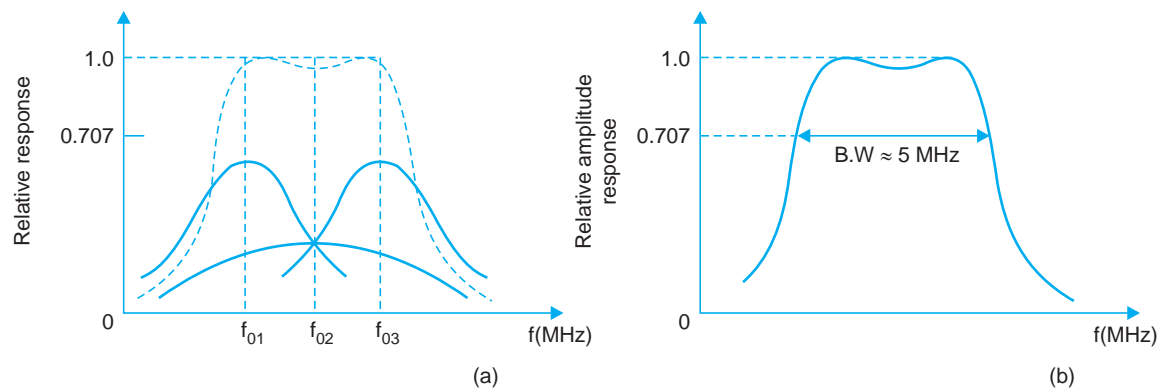 Relative response
1.0
0.707
0
f01
f02
f03
f(MHz)
(a)
Relative amplitude
response
1.0
0.707
B.W ≈ 5 MHz
0
f(MHz)
(b)